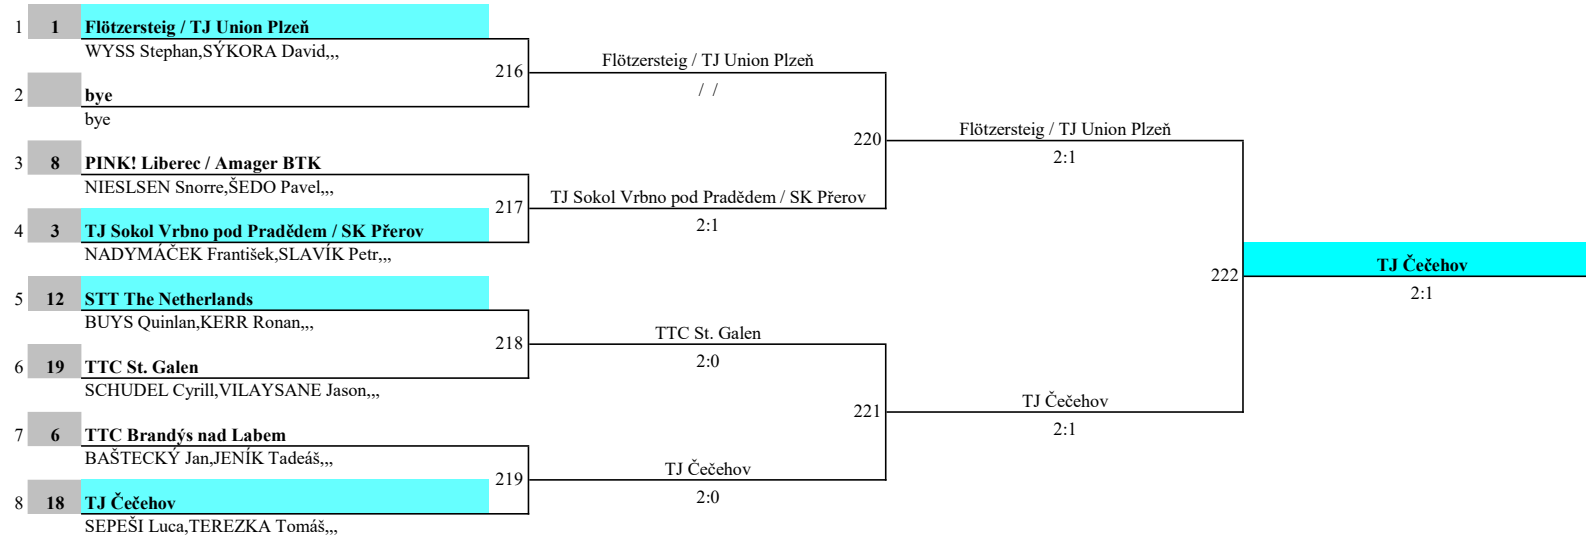 1 1 Flötzersteig / TJ Union Plzeň
WYSS Stephan,SÝKORA David,,,
216
Flötzersteig / TJ Union Plzeň
/ /
2 bye
bye
220
Flötzersteig / TJ Union Plzeň
2:1
3 8 PINK! Liberec / Amager BTK
NIESLSEN Snorre,ŠEDO Pavel,,,
217
TJ Sokol Vrbno pod Pradědem / SK Přerov
2:1
4 3 TJ Sokol Vrbno pod Pradědem / SK Přerov
NADYMÁČEK František,SLAVÍK Petr,,,
222
TJ Čečehov
2:1
5 12 STT The Netherlands
BUYS Quinlan,KERR Ronan,,,
218
TTC St. Galen
2:0
6 19 TTC St. Galen
SCHUDEL Cyrill,VILAYSANE Jason,,,
221
TJ Čečehov
2:1
7 6 TTC Brandýs nad Labem
BAŠTECKÝ Jan,JENÍK Tadeáš,,,
219
TJ Čečehov
2:0
8 18 TJ Čečehov
SEPEŠI Luca,TEREZKA Tomáš,,,